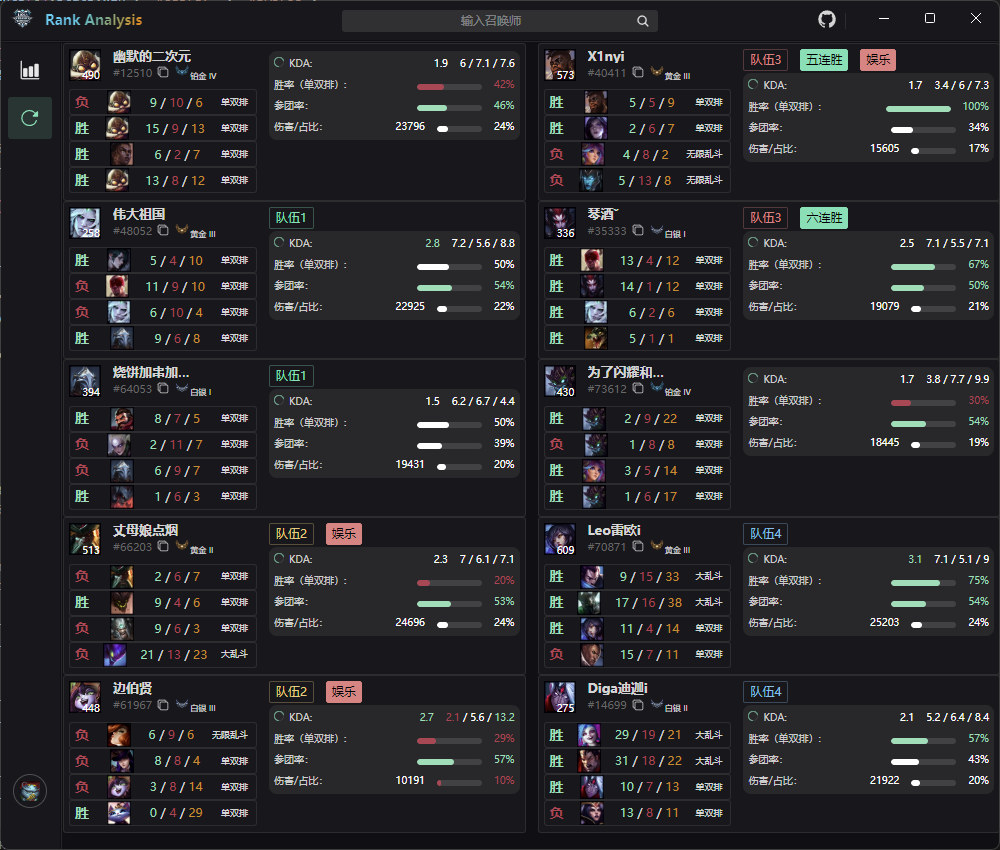 Rank Analysis
输入召唤师
490
幽默的二次元
#12510 铂金 IV
负 9 / 10 / 6 单双排
胜 15 / 9 / 13 单双排
胜 6 / 2 / 7 单双排
胜 13 / 8 / 12 单双排
KDA: 1.9 6 / 7.1 / 7.6
胜率（单双排）: 42%
参团率: 46%
伤害/占比: 23796 24%
258
伟大祖国
#48052 黄金 III
胜 5 / 4 / 10 单双排
负 11 / 9 / 10 单双排
负 6 / 10 / 4 单双排
胜 9 / 6 / 8 单双排
队伍1
KDA: 2.8 7.2 / 5.6 / 8.8
胜率（单双排）: 50%
参团率: 54%
伤害/占比: 22925 22%
394
烧饼加串加...
#64053 白银 I
胜 8 / 7 / 5 单双排
负 2 / 11 / 7 单双排
负 6 / 9 / 7 单双排
胜 1 / 6 / 3 单双排
队伍1
KDA: 1.5 6.2 / 6.7 / 4.4
胜率（单双排）: 50%
参团率: 39%
伤害/占比: 19431 20%
513
丈母娘点烟
#66203 黄金 II
负 2 / 6 / 7 单双排
胜 9 / 4 / 6 单双排
负 9 / 6 / 3 单双排
负 21 / 13 / 23 大乱斗
队伍2 娱乐
KDA: 2.3 7 / 6.1 / 7.1
胜率（单双排）: 20%
参团率: 53%
伤害/占比: 24696 24%
448
边伯贤
#61967 白银 III
负 6 / 9 / 6 无限乱斗
负 8 / 8 / 4 单双排
负 3 / 8 / 14 单双排
胜 0 / 4 / 29 单双排
队伍2 娱乐
KDA: 2.7 2.1 / 5.6 / 13.2
胜率（单双排）: 29%
参团率: 57%
伤害/占比: 10191 10%
573
X1nyi
#40411 黄金 III
胜 5 / 5 / 9 单双排
胜 2 / 6 / 7 单双排
负 4 / 8 / 2 无限乱斗
负 5 / 13 / 8 无限乱斗
队伍3 五连胜 娱乐
KDA: 1.7 3.4 / 6 / 7.3
胜率（单双排）: 100%
参团率: 34%
伤害/占比: 15605 17%
336
琴酒ˇ
#35333 白银 I
胜 13 / 4 / 12 单双排
胜 14 / 1 / 12 单双排
胜 6 / 2 / 6 单双排
胜 5 / 1 / 1 单双排
队伍3 六连胜
KDA: 2.5 7.1 / 5.5 / 7.1
胜率（单双排）: 67%
参团率: 50%
伤害/占比: 19079 21%
430
为了闪耀和...
#73612 铂金 IV
胜 2 / 9 / 22 单双排
负 1 / 8 / 8 单双排
胜 3 / 5 / 14 单双排
胜 1 / 6 / 17 单双排
KDA: 1.7 3.8 / 7.7 / 9.9
胜率（单双排）: 30%
参团率: 54%
伤害/占比: 18445 19%
609
Leo雷欧i
#70871 黄金 III
胜 9 / 15 / 33 大乱斗
胜 17 / 16 / 38 大乱斗
胜 11 / 4 / 14 单双排
负 15 / 7 / 11 单双排
队伍4
KDA: 3.1 7.1 / 5.1 / 9
胜率（单双排）: 75%
参团率: 54%
伤害/占比: 25203 24%
275
Diga迪迦i
#14699 白银 II
胜 29 / 19 / 21 大乱斗
胜 31 / 18 / 22 大乱斗
胜 10 / 7 / 13 单双排
负 13 / 8 / 11 单双排
队伍4
KDA: 2.1 5.2 / 6.4 / 8.4
胜率（单双排）: 57%
参团率: 43%
伤害/占比: 21922 20%